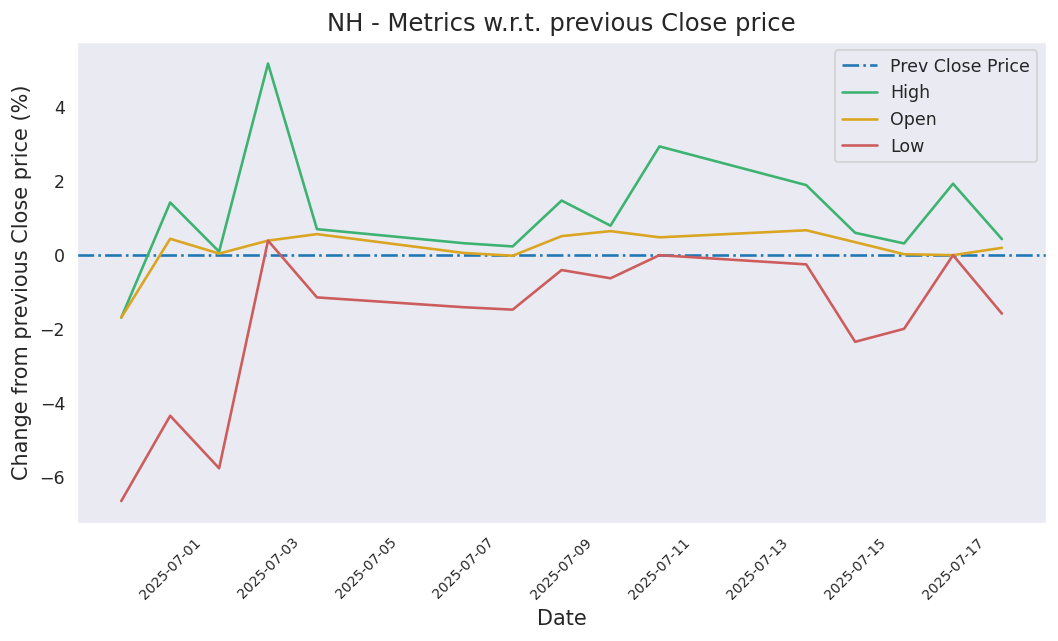 NH - Metrics w.r.t. previous Close price
Prev Close Price
High
Open
Low
Change from previous Close price (%)
4
2
0
−2
−4
−6
2025-07-01
2025-07-03
2025-07-05
2025-07-07
2025-07-09
2025-07-11
2025-07-13
2025-07-15
2025-07-17
Date